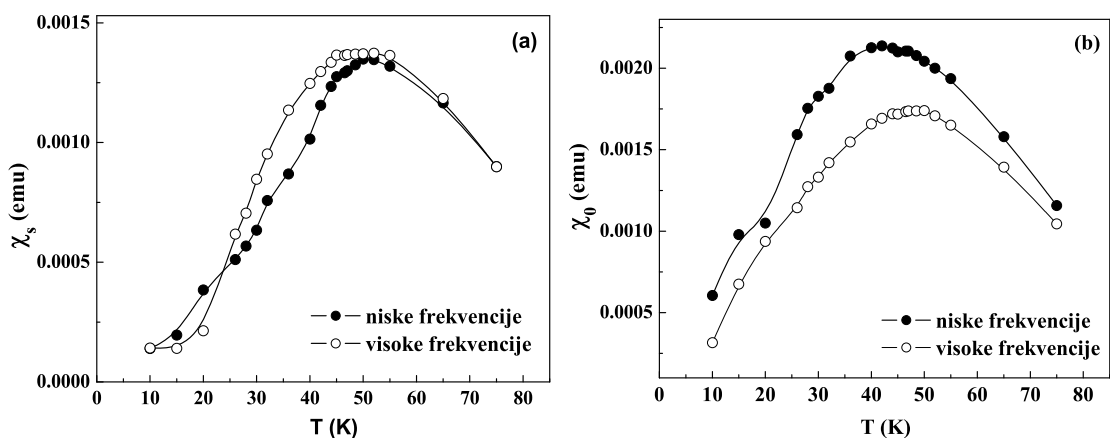 (a)
0.0015
0.0010
0.0005
0.0000
χs (emu)
niske frekvencije
visoke frekvencije
0 10 20 30 40 50 60 70 80
T (K)
(b)
0.0020
0.0015
0.0010
0.0005
χ0 (emu)
niske frekvencije
visoke frekvencije
0 10 20 30 40 50 60 70 80
T (K)